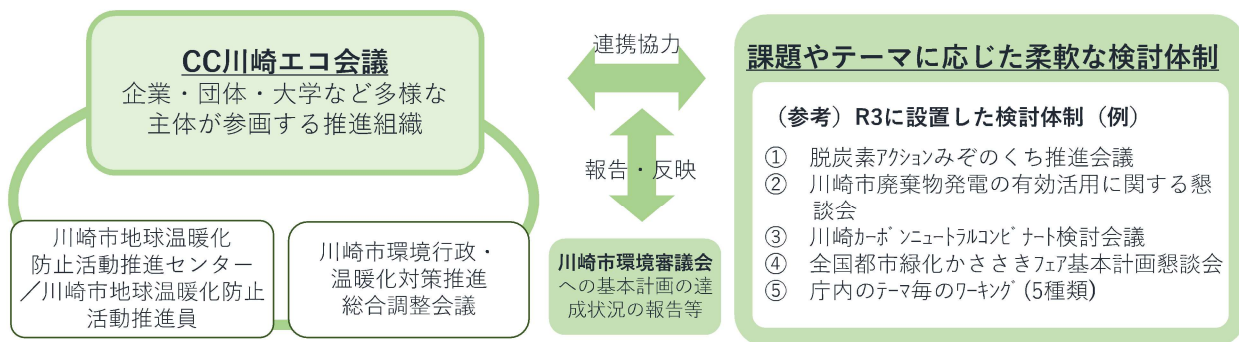 CC川崎エコ会議
企業・団体・大学など多様な
主体が参画する推進組織
川崎市地球温暖化
防止活動推進センター
／川崎市地球温暖化防止
活動推進員
川崎市環境行政・
温暖化対策推進
総合調整会議
連携協力
報告・反映
川崎市環境審議会
への基本計画の達
成状況の報告等
課題やテーマに応じた柔軟な検討体制
（参考）R3に設置した検討体制（例）
① 脱炭素ｱｸｼｮﾝみぞのくち推進会議
② 川崎市廃棄物発電の有効活用に関する懇
談会
③ 川崎ｶｰﾎﾞﾝﾆｭｰﾄﾗﾙｺﾝﾋﾞﾅｰﾄ検討会議
④ 全国都市緑化かさささきﾌｪｱ基本計画懇談会
⑤ 庁内のﾃｰﾏ毎のﾜｰｷﾝｸﾞ(5種類)